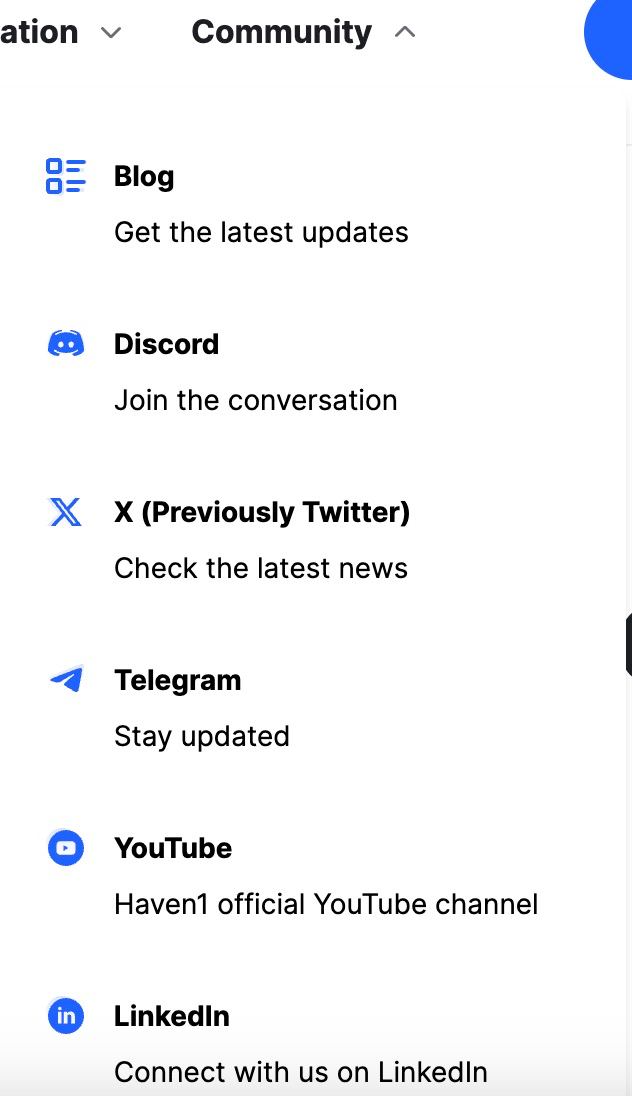 ation Community
Blog
Get the latest updates
Discord
Join the conversation
X (Previously Twitter)
Check the latest news
Telegram
Stay updated
YouTube
Haven1 official YouTube channel
in LinkedIn
Connect with us on LinkedIn